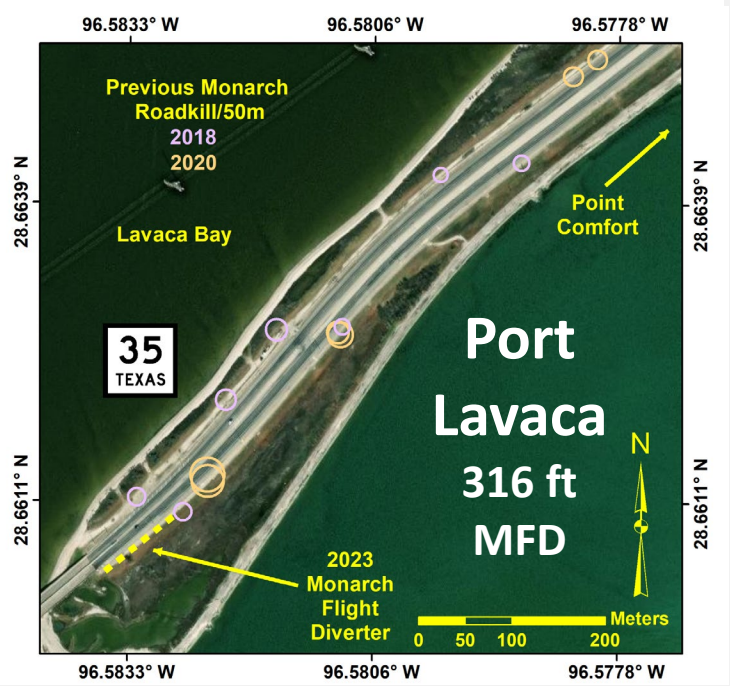 96.5833° W
96.5806° W
96.5778° W
Previous Monarch
Roadkill/50m
2018
2020
28.6639° N
28.6639° N
Point
Comfort
Lavaca Bay
35
TEXAS
Port
Lavaca
316 ft
MFD
N
28.6611° N
28.6611° N
2023
Monarch
Flight
Diverter
Meters
0 50 100 200
96.5833° W
96.5806° W
96.5778° W